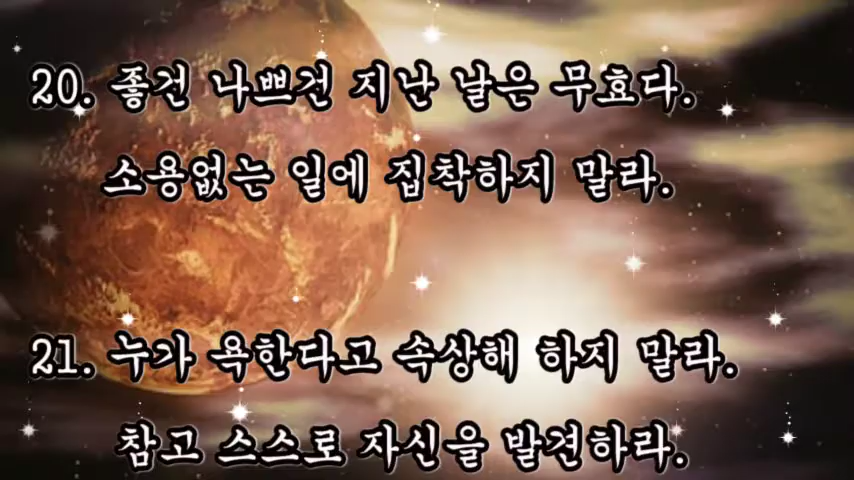 20. 좋건 나쁘건 지난 날은 무효다.
소용없는 일에 집착하지 말라.
21. 누가 욕한다고 속상해 하지 말라.
참고 스스로 자신을 발견하라.